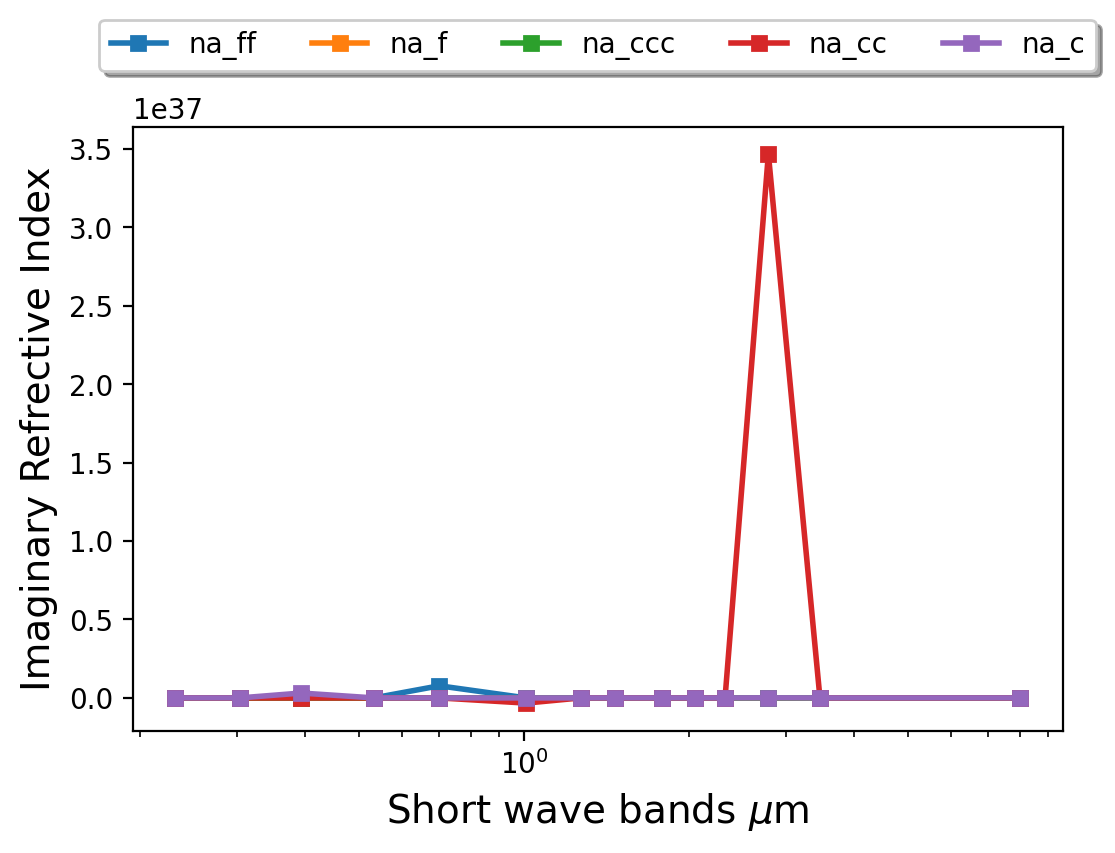 na_ff na_f na_ccc na_cc na_c
1e37
3.5
3.0
2.5
2.0
1.5
1.0
0.5
0.0
Imaginary Refrective Index
10⁰
Short wave bands μm